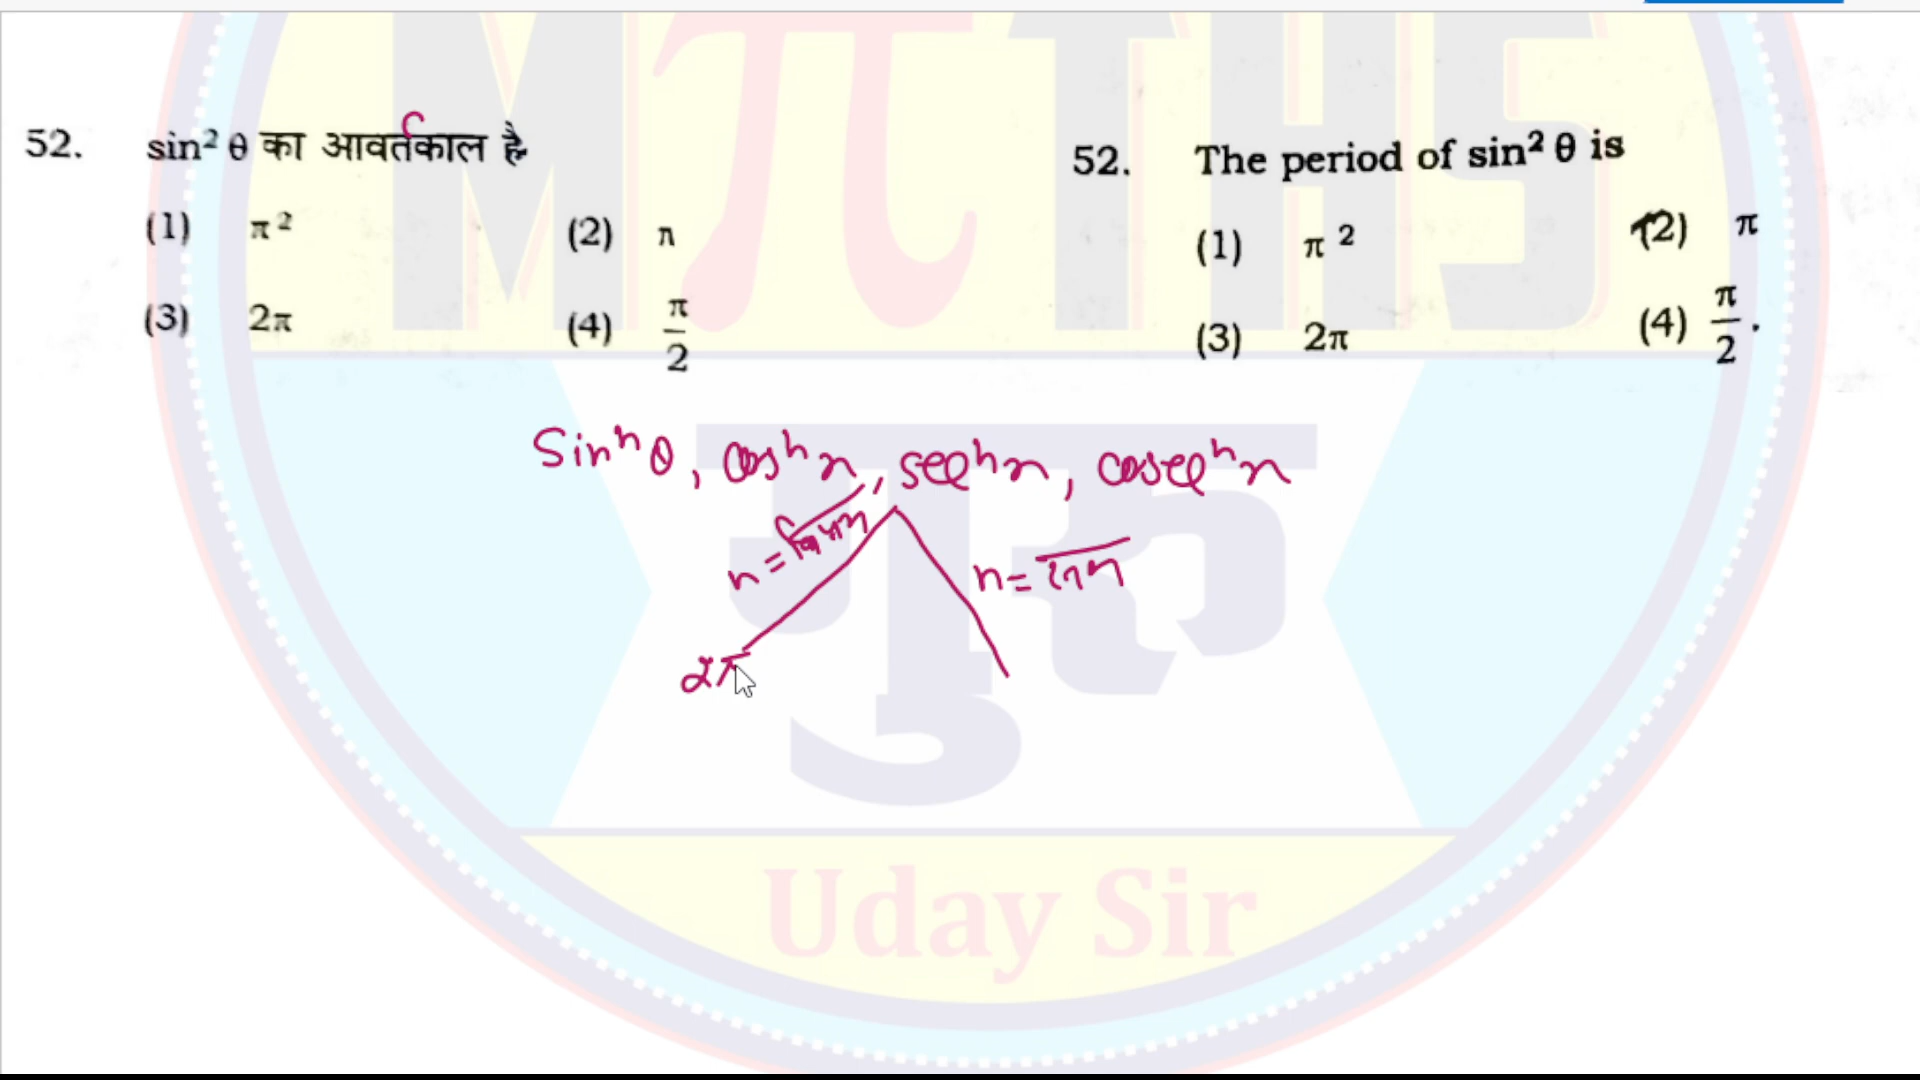 52. sin² θ का आवर्तकाल है
(1) π² (2) π
(3) 2π (4) π/2
52. The period of sin² θ is
(1) π² (2) π
(3) 2π (4) π/2.
Sinⁿθ, cosⁿx, secⁿx, cosecⁿx
n = विषम
n = सम
2π
MπTHS
गुरु
Uday Sir